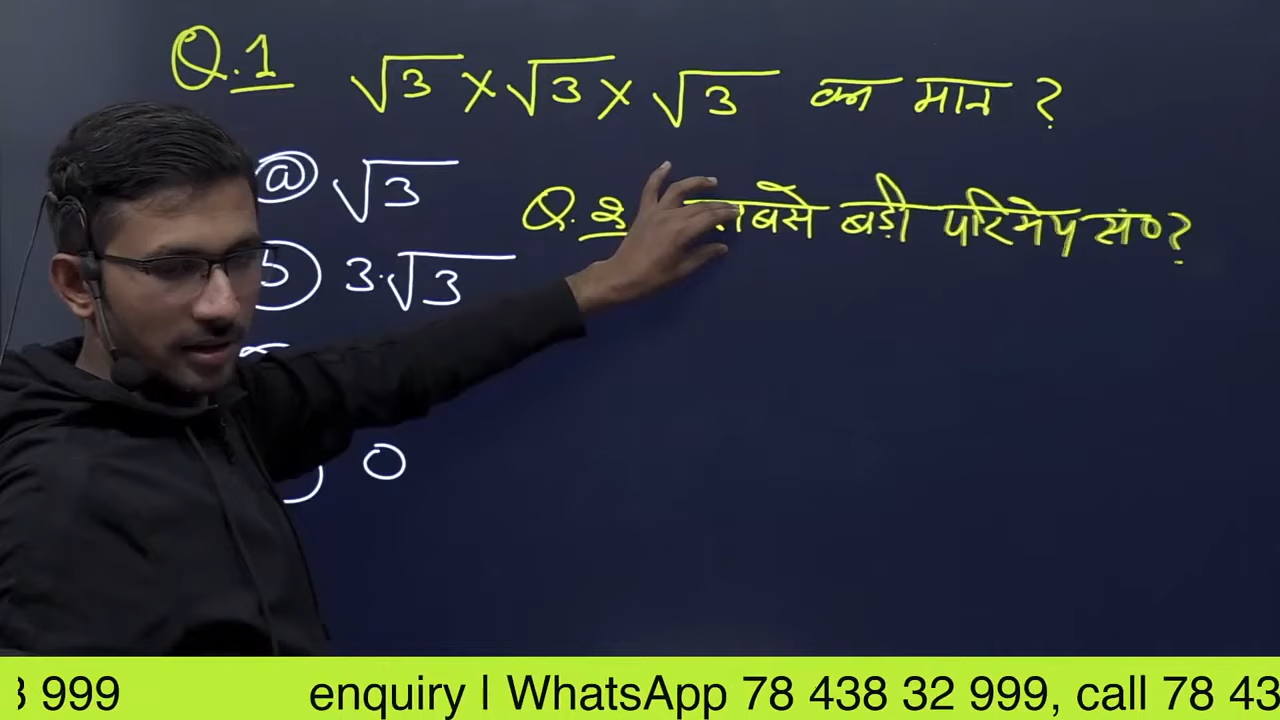 Q.1 √3 × √3 × √3 का मान ?
@ √3
Q. 2 सबसे बड़ी परिमेय सं० ?
b 3·√3
0
3 999 enquiry | WhatsApp 78 438 32 999, call 78 43